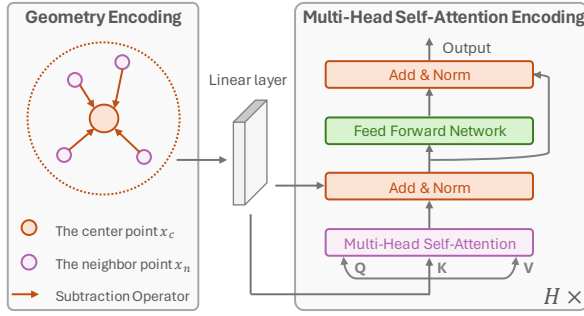 Geometry Encoding
The center point x_c
The neighbor point x_n
Subtraction Operator
Linear layer
Multi-Head Self-Attention Encoding
Output
Add & Norm
Feed Forward Network
Add & Norm
Multi-Head Self-Attention
Q K V
H ×